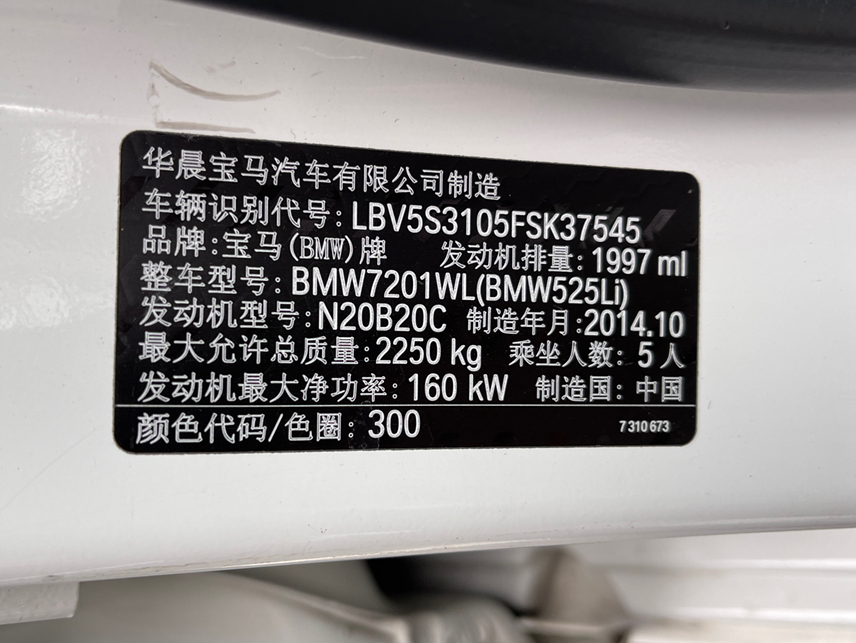 华晨宝马汽车有限公司制造
车辆识别代号: LBV5S3105FSK37545
品牌: 宝马(BMW)牌 发动机排量: 1997 ml
整车型号: BMW7201WL(BMW525Li)
发动机型号: N20B20C 制造年月: 2014.10
最大允许总质量: 2250 kg 乘坐人数: 5 人
发动机最大净功率: 160 kW 制造国: 中国
颜色代码/色圈: 300 7 310 673